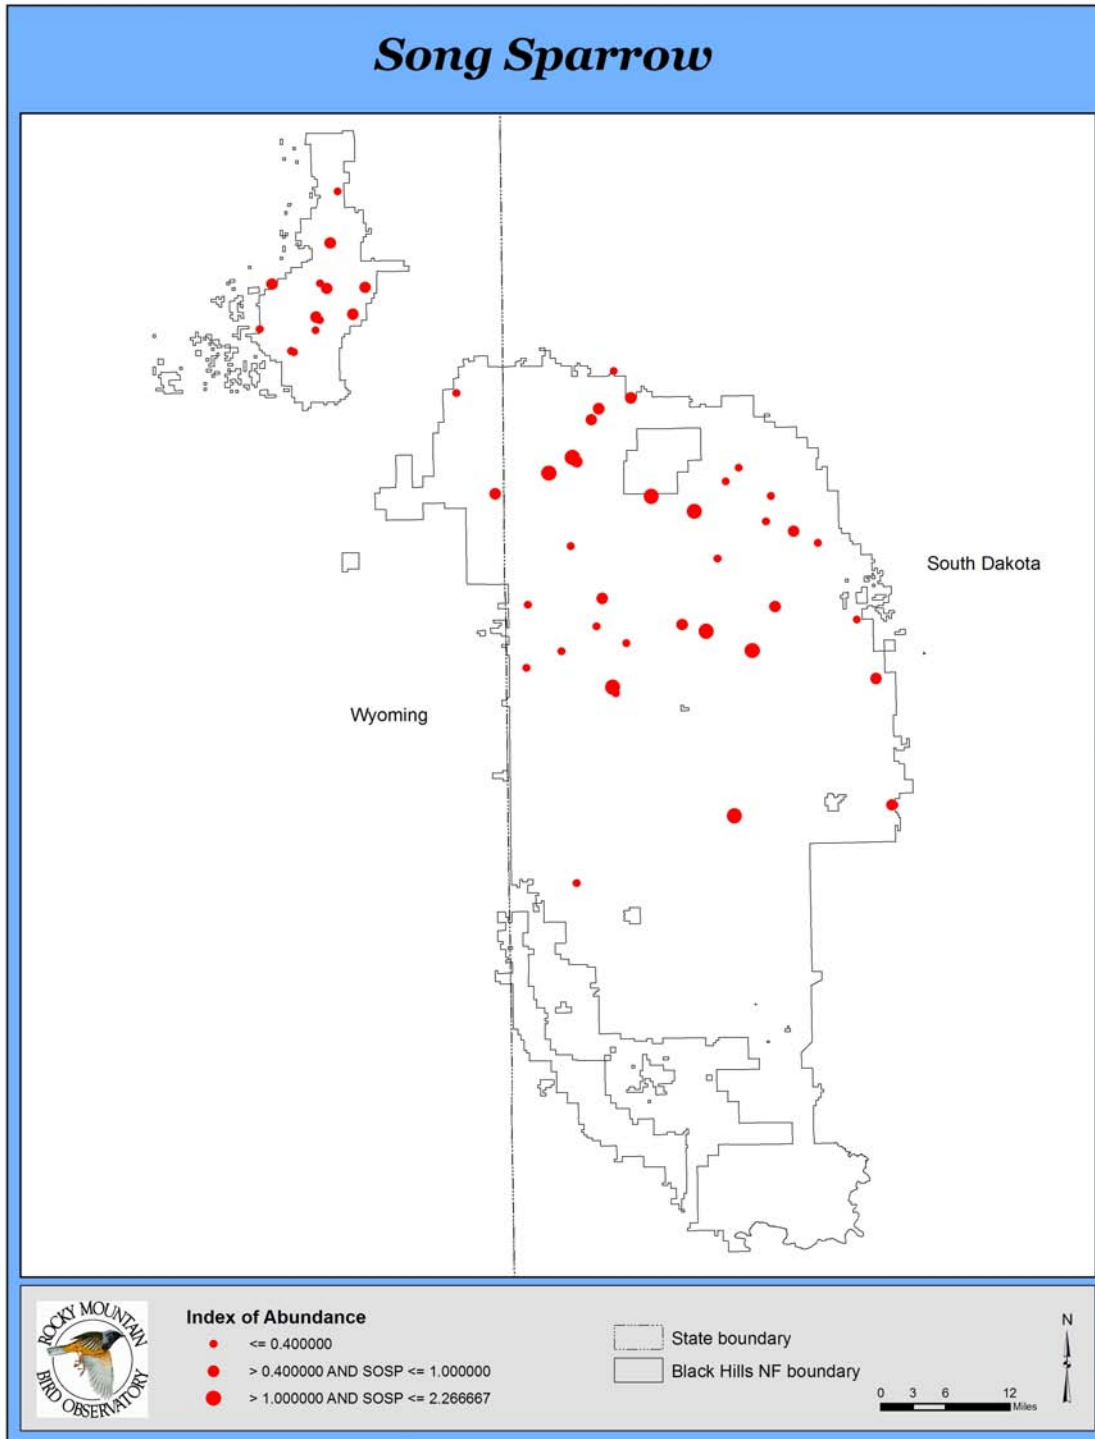 Song Sparrow
South Dakota
Wyoming
ROCKY MOUNTAIN
BIRD OBSERVATORY
Index of Abundance
<= 0.400000
> 0.400000 AND SOSP <= 1.000000
> 1.000000 AND SOSP <= 2.266667
State boundary
Black Hills NF boundary
N
0 3 6 12
Miles